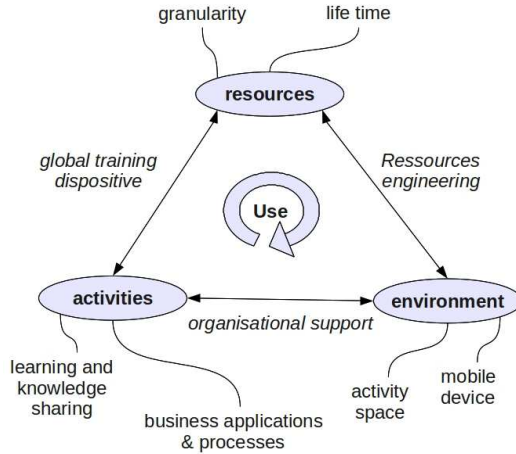 granularity
life time
resources
global training
dispositive
Ressources
engineering
Use
activities
environment
organisational support
learning and
knowledge
sharing
business applications
& processes
activity
space
mobile
device